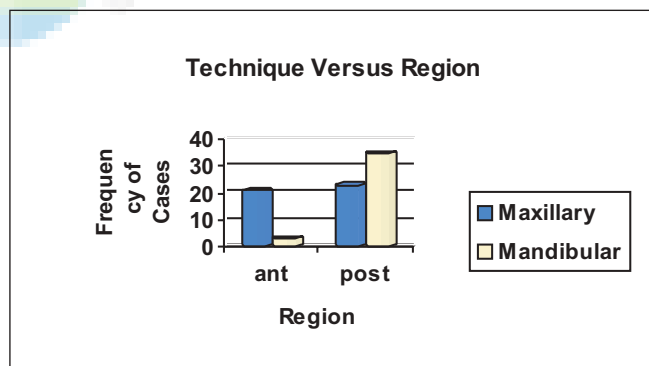 Technique Versus Region
Frequen
cy of
Cases
40
30
20
10
0
ant post
Region
Maxillary
Mandibular